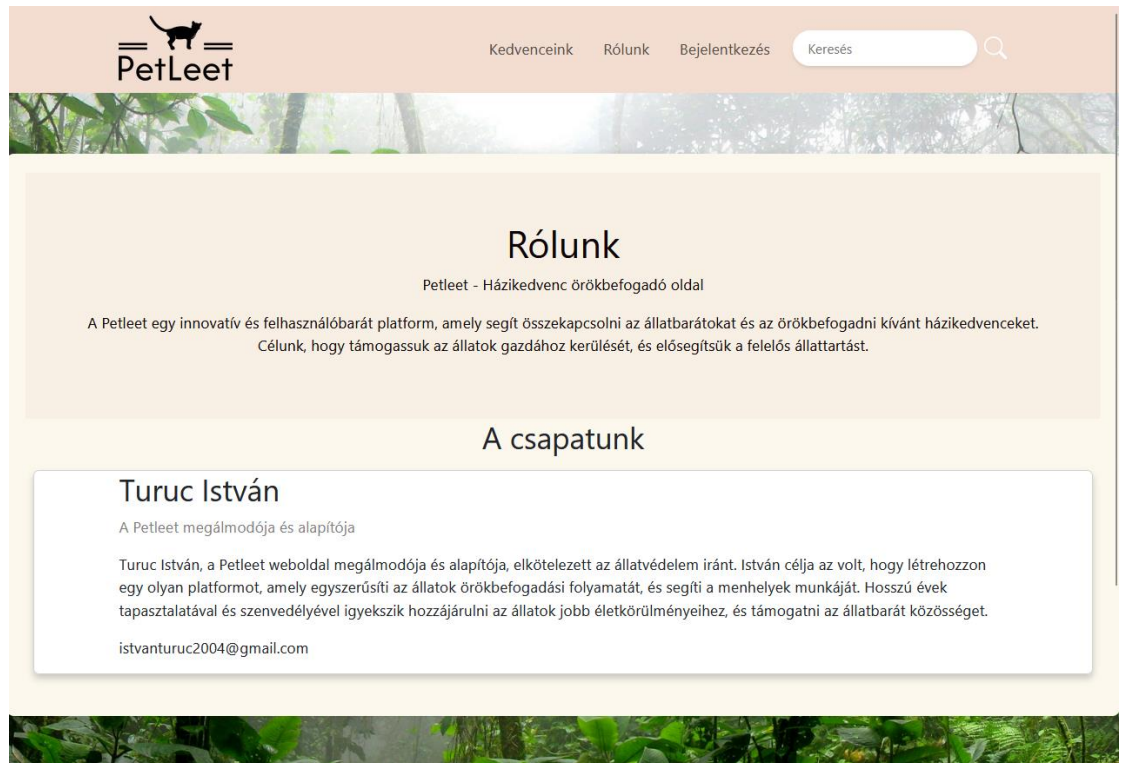 PetLeet
Kedvenceink Rólunk Bejelentkezés Keresés
Rólunk
Petleet - Házikedvenc örökbefogadó oldal
A Petleet egy innovatív és felhasználóbarát platform, amely segít összekapcsolni az állatbarátokat és az örökbefogadni kívánt házikedvenceket.
Célunk, hogy támogassuk az állatok gazdához kerülését, és elősegítsük a felelős állattartást.
A csapatunk
Turuc István
A Petleet megálmodója és alapítója
Turuc István, a Petleet weboldal megálmodója és alapítója, elkötelezett az állatvédelem iránt. István célja az volt, hogy létrehozzon
egy olyan platformot, amely egyszerűsíti az állatok örökbefogadási folyamatát, és segíti a menhelyek munkáját. Hosszú évek
tapasztalatával és szenvedélyével igyekszik hozzájárulni az állatok jobb életkörülményeihez, és támogatni az állatbarát közösséget.
istvanturuc2004@gmail.com